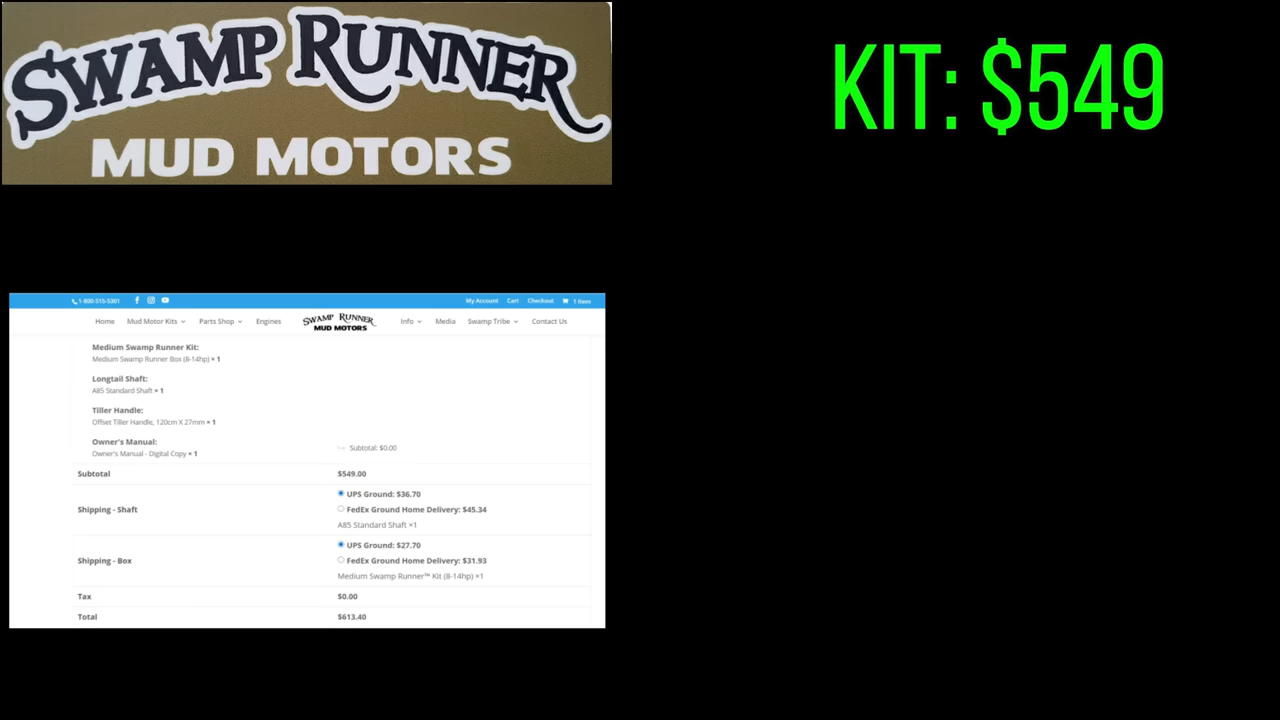 SWAMP RUNNER
MUD MOTORS
KIT: $549
1-800-515-5301
My Account Cart Checkout 1 Item
Home Mud Motor Kits Parts Shop Engines SWAMP RUNNER MUD MOTORS Info Media Swamp Tribe Contact Us
Medium Swamp Runner Kit:
Medium Swamp Runner Box (8-14hp) × 1
Longtail Shaft:
A85 Standard Shaft × 1
Tiller Handle:
Offset Tiller Handle, 120cm X 27mm × 1
Owner's Manual:
Owner's Manual - Digital Copy × 1
Subtotal: $0.00
Subtotal $549.00
Shipping - Shaft
UPS Ground: $36.70
FedEx Ground Home Delivery: $45.34
A85 Standard Shaft ×1
Shipping - Box
UPS Ground: $27.70
FedEx Ground Home Delivery: $31.93
Medium Swamp Runner™ Kit (8-14hp) ×1
Tax $0.00
Total $613.40